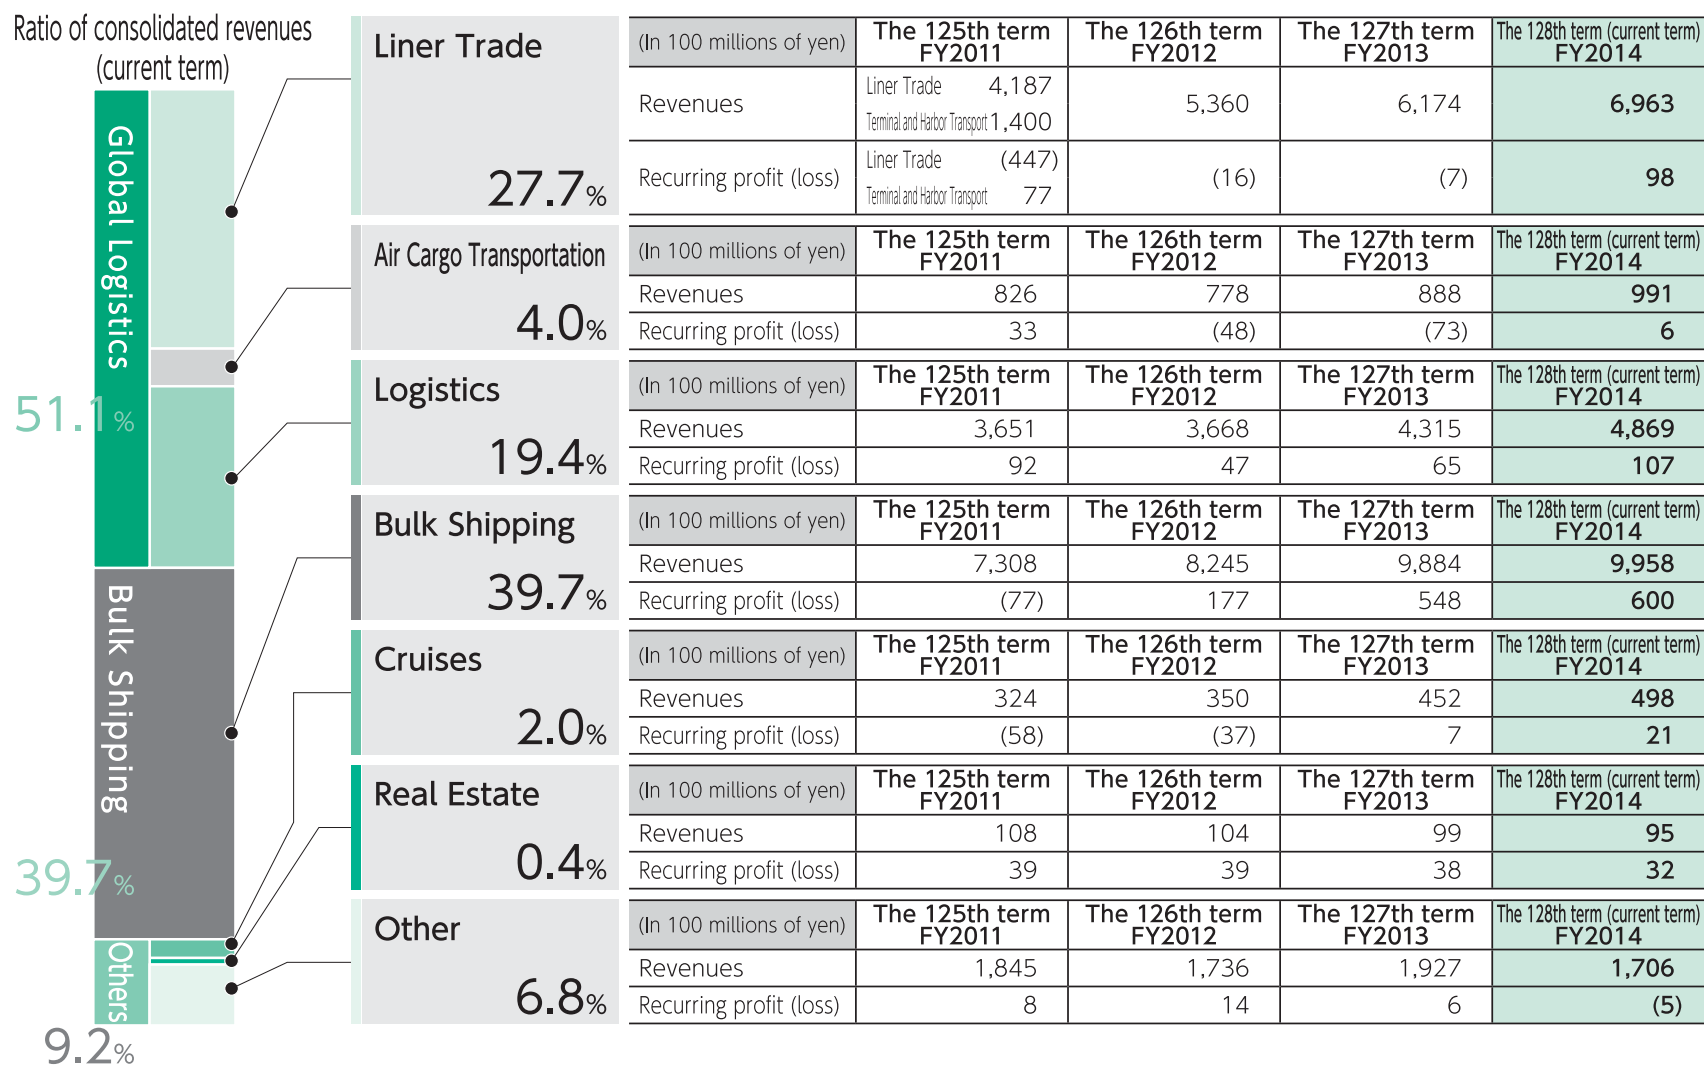 Ratio of consolidated revenues
(current term)
Global Logistics
51.1%
Bulk Shipping
39.7%
Others
9.2%
Liner Trade
27.7%
(In 100 millions of yen) The 125th term FY2011 The 126th term FY2012 The 127th term FY2013 The 128th term (current term) FY2014
Revenues Liner Trade 4,187 Terminal and Harbor Transport 1,400 5,360 6,174 6,963
Recurring profit (loss) Liner Trade (447) Terminal and Harbor Transport 77 (16) (7) 98
Air Cargo Transportation
4.0%
(In 100 millions of yen) The 125th term FY2011 The 126th term FY2012 The 127th term FY2013 The 128th term (current term) FY2014
Revenues 826 778 888 991
Recurring profit (loss) 33 (48) (73) 6
Logistics
19.4%
(In 100 millions of yen) The 125th term FY2011 The 126th term FY2012 The 127th term FY2013 The 128th term (current term) FY2014
Revenues 3,651 3,668 4,315 4,869
Recurring profit (loss) 92 47 65 107
Bulk Shipping
39.7%
(In 100 millions of yen) The 125th term FY2011 The 126th term FY2012 The 127th term FY2013 The 128th term (current term) FY2014
Revenues 7,308 8,245 9,884 9,958
Recurring profit (loss) (77) 177 548 600
Cruises
2.0%
(In 100 millions of yen) The 125th term FY2011 The 126th term FY2012 The 127th term FY2013 The 128th term (current term) FY2014
Revenues 324 350 452 498
Recurring profit (loss) (58) (37) 7 21
Real Estate
0.4%
(In 100 millions of yen) The 125th term FY2011 The 126th term FY2012 The 127th term FY2013 The 128th term (current term) FY2014
Revenues 108 104 99 95
Recurring profit (loss) 39 39 38 32
Other
6.8%
(In 100 millions of yen) The 125th term FY2011 The 126th term FY2012 The 127th term FY2013 The 128th term (current term) FY2014
Revenues 1,845 1,736 1,927 1,706
Recurring profit (loss) 8 14 6 (5)